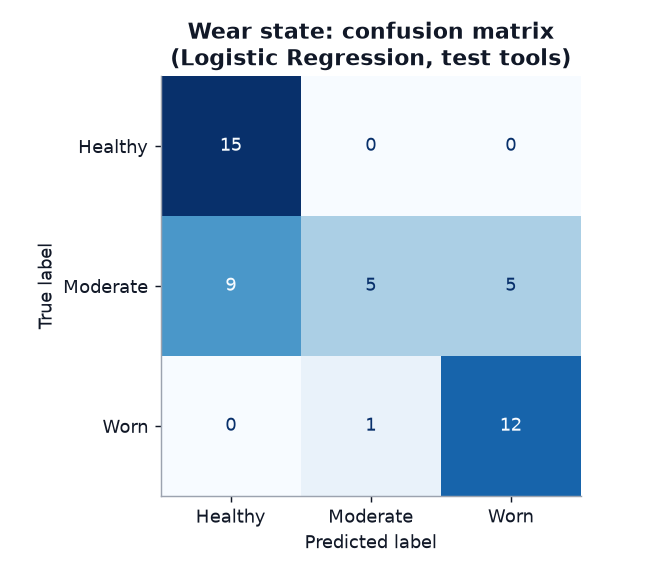 Wear state: confusion matrix
(Logistic Regression, test tools)
True label
Healthy 15 0 0
Moderate 9 5 5
Worn 0 1 12
Healthy Moderate Worn
Predicted label